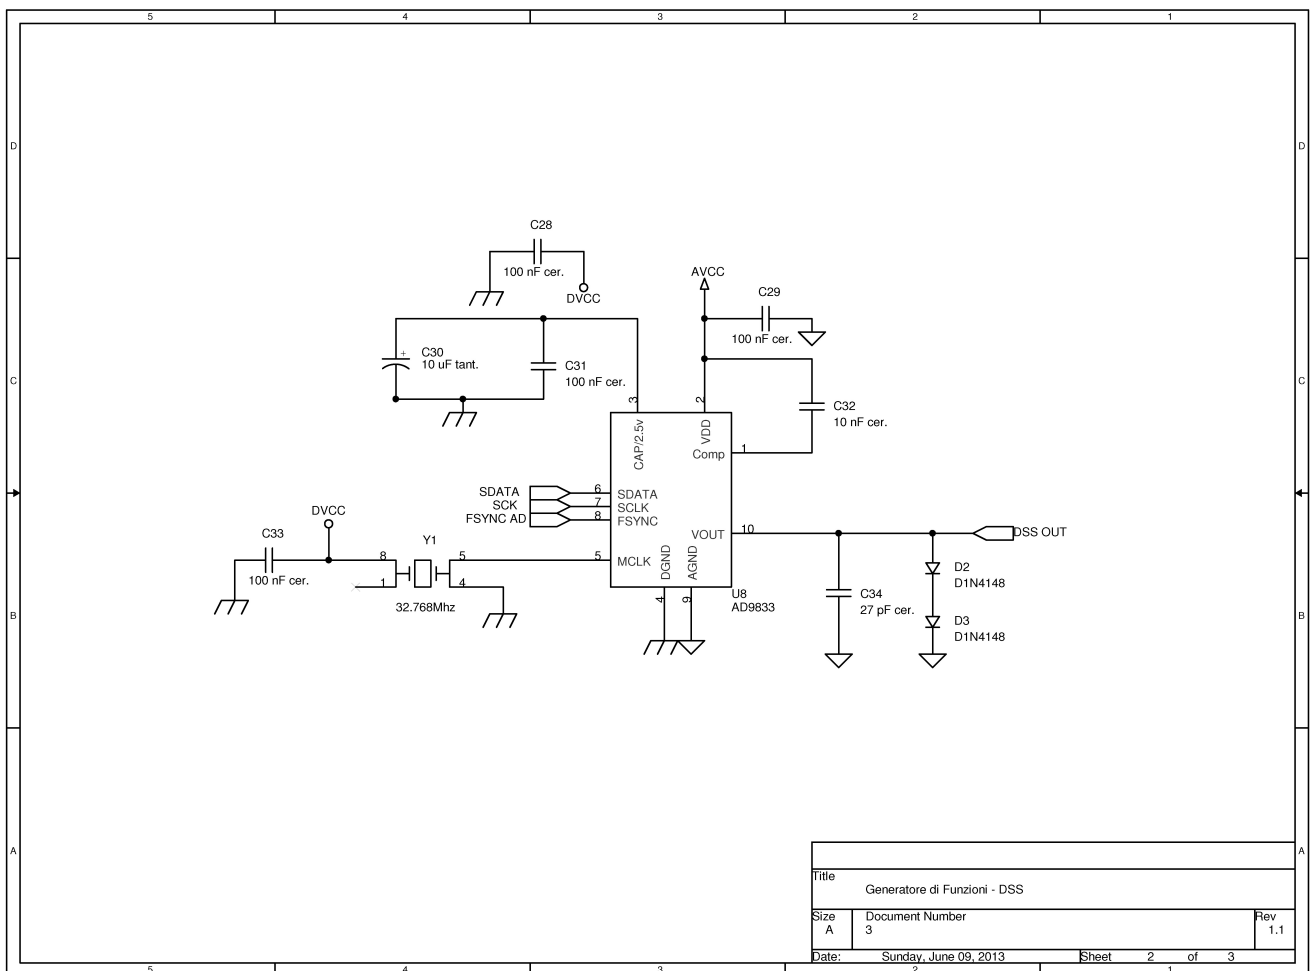 5 4 3 2 1
D D
C28
100 nF cer.
DVCC
AVCC
C29
100 nF cer.
+
C30
10 uF tant.
C31
100 nF cer.
C C
3
2
C32
10 nF cer.
CAP/2.5v
VDD
Comp
1
SDATA 6 SDATA
SCK 7 SCLK
FSYNC AD 8 FSYNC
DVCC
C33
100 nF cer.
8
1
Y1
5
4
32.768Mhz
5 MCLK
VOUT 10
DSS OUT
DGND
AGND
4
9
U8
AD9833
D2
D1N4148
C34
27 pF cer.
D3
D1N4148
B B
A A
Title
Generatore di Funzioni - DSS
Size
A
Document Number
3
Rev
1.1
Date: Sunday, June 09, 2013 Sheet 2 of 3
5 4 3 2 1